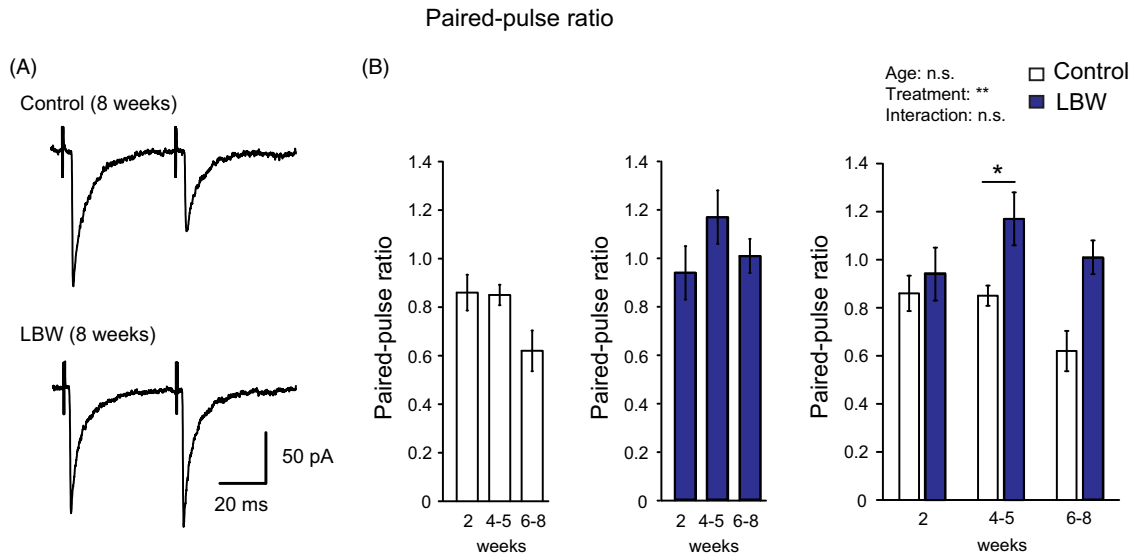 Paired-pulse ratio
(A)
Control (8 weeks)
LBW (8 weeks)
50 pA
20 ms
(B)
Age: n.s.
Treatment: **
Interaction: n.s.
Control
LBW
Paired-pulse ratio
1.4
1.2
1.0
0.8
0.6
0.4
0.2
0
2 4-5 6-8
weeks
Paired-pulse ratio
1.4
1.2
1.0
0.8
0.6
0.4
0.2
0
2 4-5 6-8
weeks
Paired-pulse ratio
1.4
1.2
1.0
0.8
0.6
0.4
0.2
0
*
2 4-5 6-8
weeks